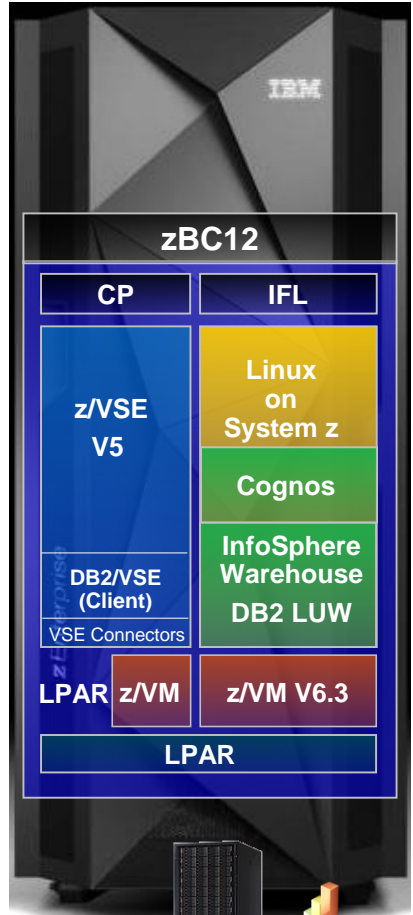 IBM
zBC12
CP
IFL
z/VSE
V5
DB2/VSE
(Client)
VSE Connectors
Linux
on
System z
Cognos
InfoSphere
Warehouse
DB2 LUW
zEnterprise
LPAR
z/VM
z/VM V6.3
LPAR